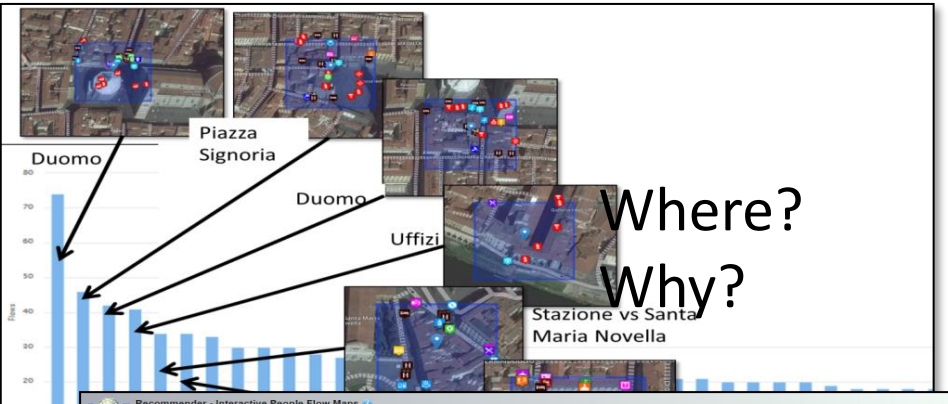 Piazza
Signoria
Duomo
80
Duomo
70
Where?
60
Uffizi
50
Why?
Flows
40
Stazione vs Santa
Maria Novella
30
20
Recommender - Interactive People Flow Maps